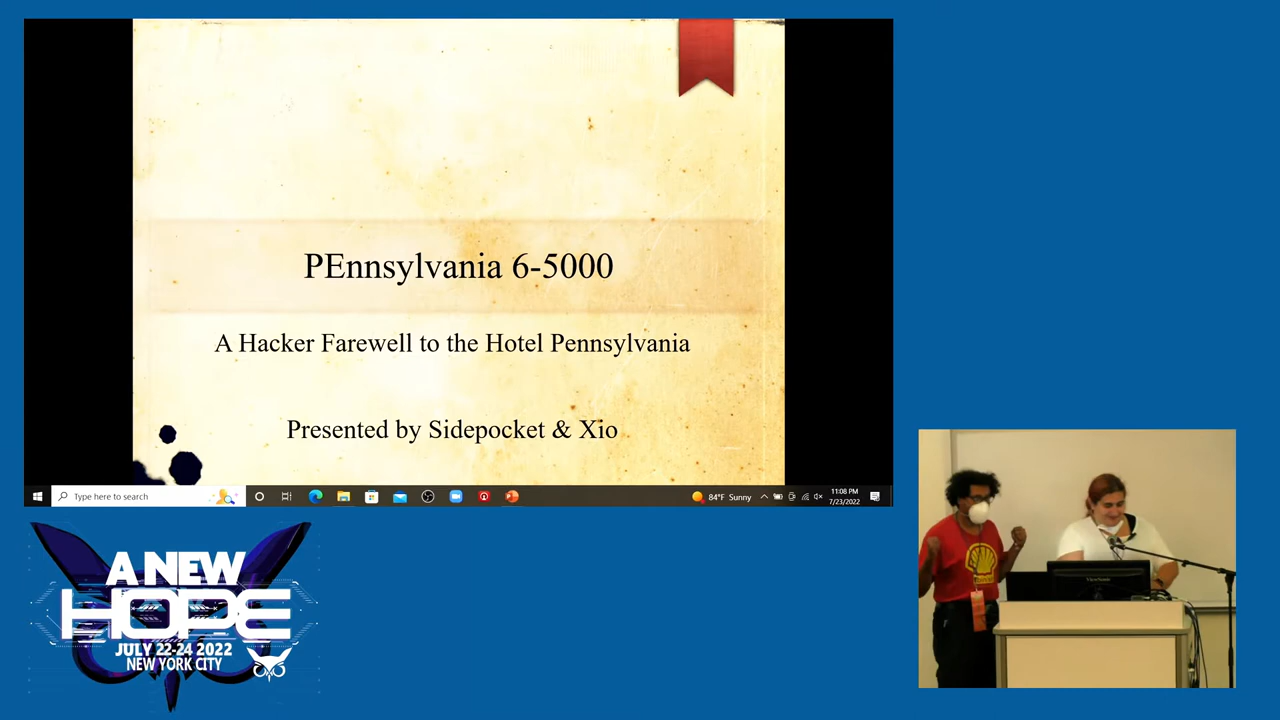 PEnnsylvania 6-5000
A Hacker Farewell to the Hotel Pennsylvania
Presented by Sidepocket & Xio
Type here to search
84°F Sunny
11:08 PM
7/23/2022
A NEW
HOPE
JULY 22-24 2022
NEW YORK CITY
ViewSonic